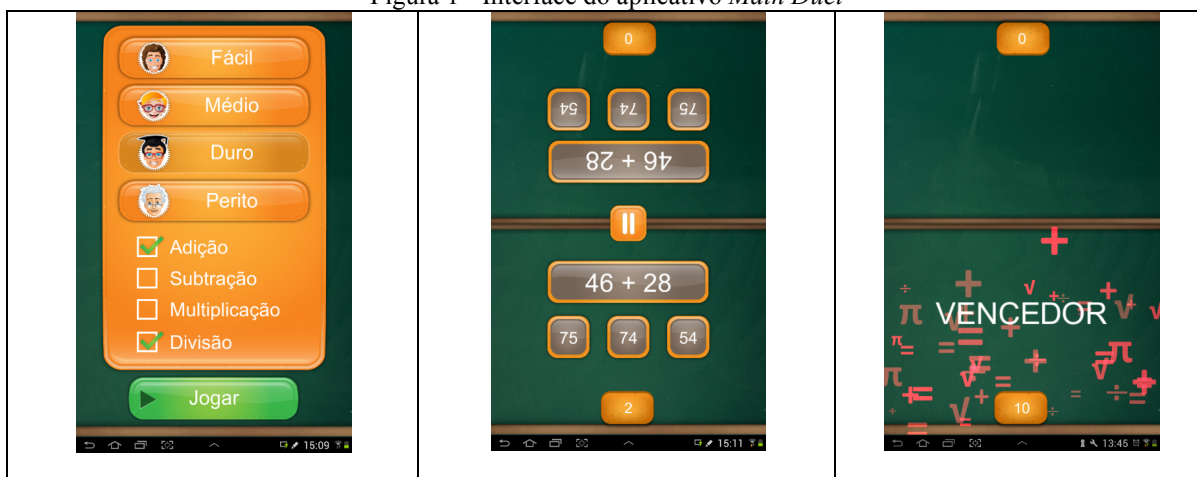 Figura 1 - Interface do aplicativo Math Duel
Fácil
Médio
Duro
Perito
Adição
Subtração
Multiplicação
Divisão
Jogar
15:09
0
54 74 75
46 + 28
46 + 28
75 74 54
2
15:11
0
VENCEDOR
10
13:45